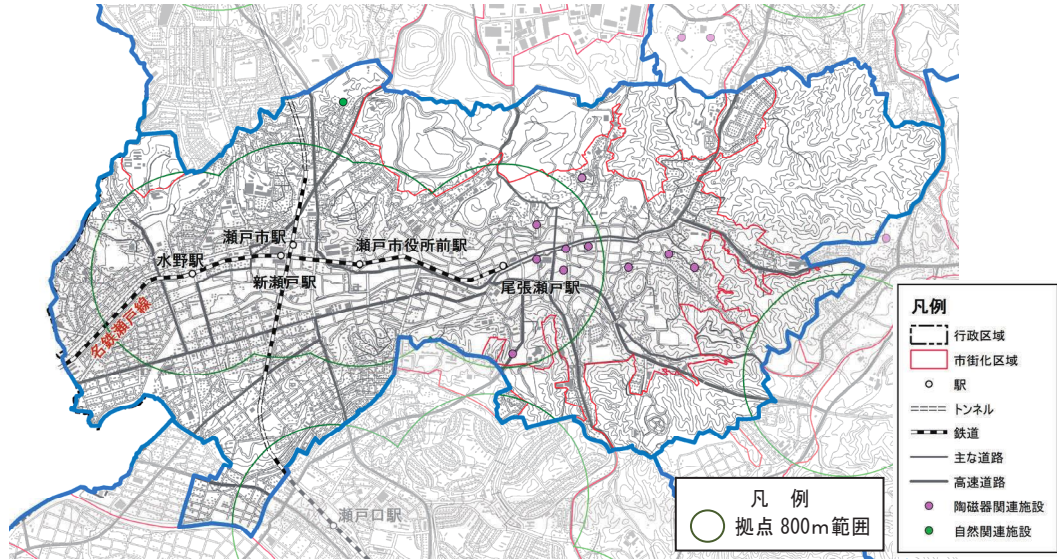 瀬戸市駅
瀬戸市役所前駅
水野駅
新瀬戸駅
尾張瀬戸駅
名鉄瀬戸線
瀬戸口駅
凡例
行政区域
市街化区域
駅
トンネル
鉄道
主な道路
高速道路
陶磁器関連施設
自然関連施設
凡 例
拠点 800m範囲